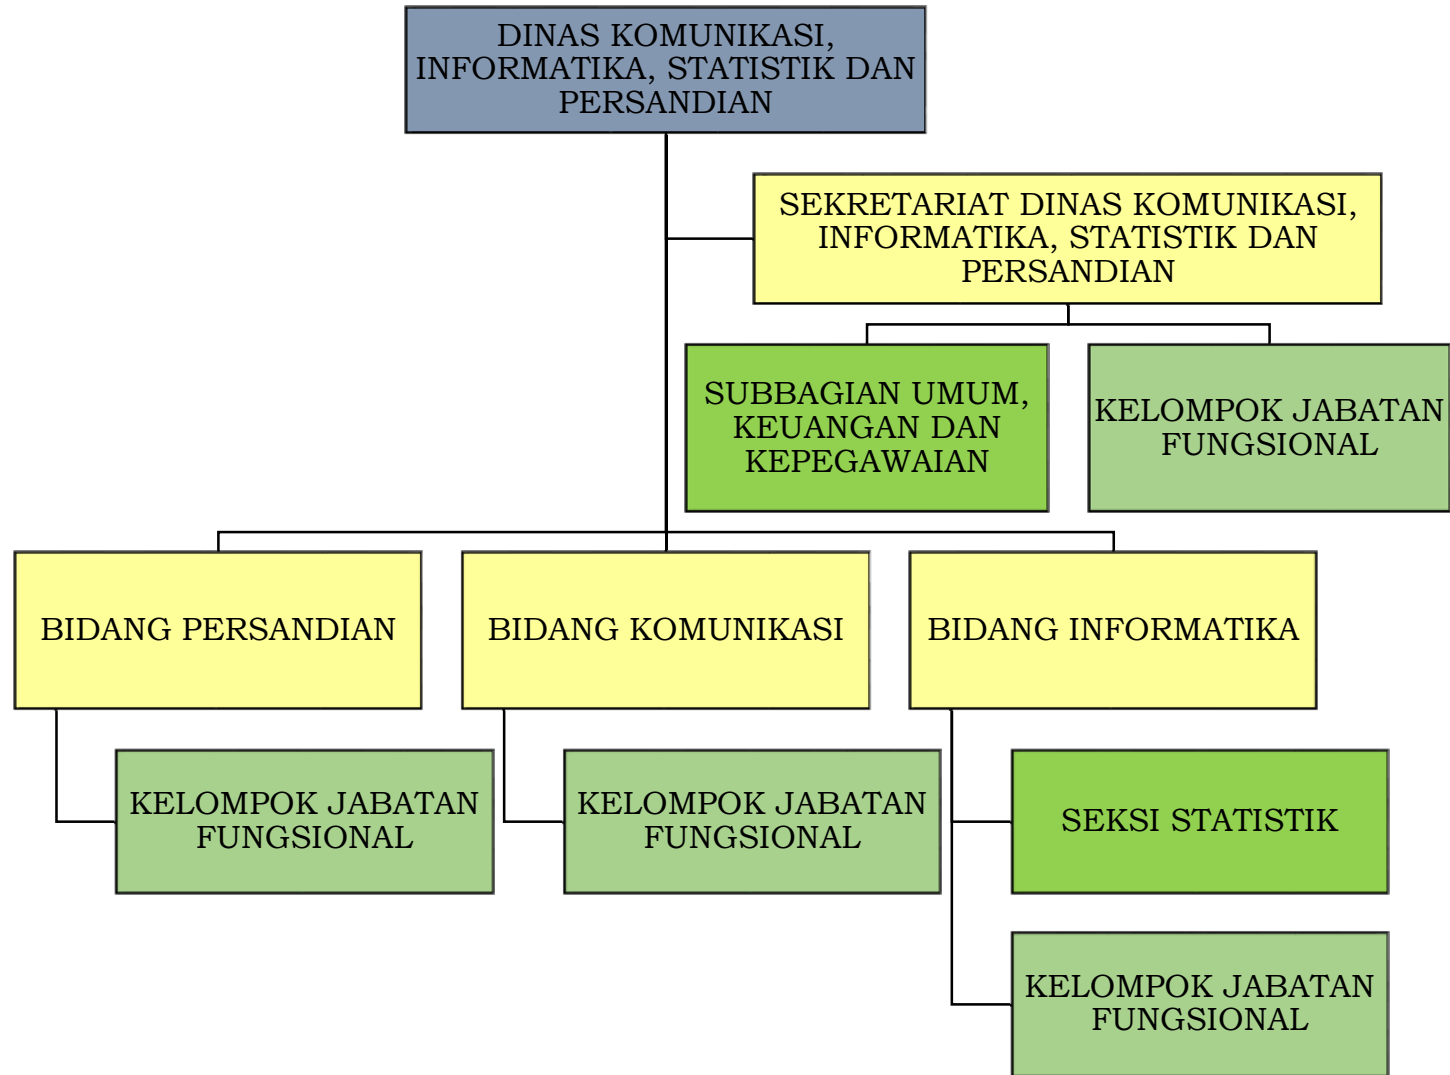 DINAS KOMUNIKASI,
INFORMATIKA, STATISTIK DAN
PERSANDIAN
SEKRETARIAT DINAS KOMUNIKASI,
INFORMATIKA, STATISTIK DAN
PERSANDIAN
SUBBAGIAN UMUM,
KEUANGAN DAN
KEPEGAWAIAN
KELOMPOK JABATAN
FUNGSIONAL
BIDANG PERSANDIAN
BIDANG KOMUNIKASI
BIDANG INFORMATIKA
KELOMPOK JABATAN
FUNGSIONAL
KELOMPOK JABATAN
FUNGSIONAL
SEKSI STATISTIK
KELOMPOK JABATAN
FUNGSIONAL